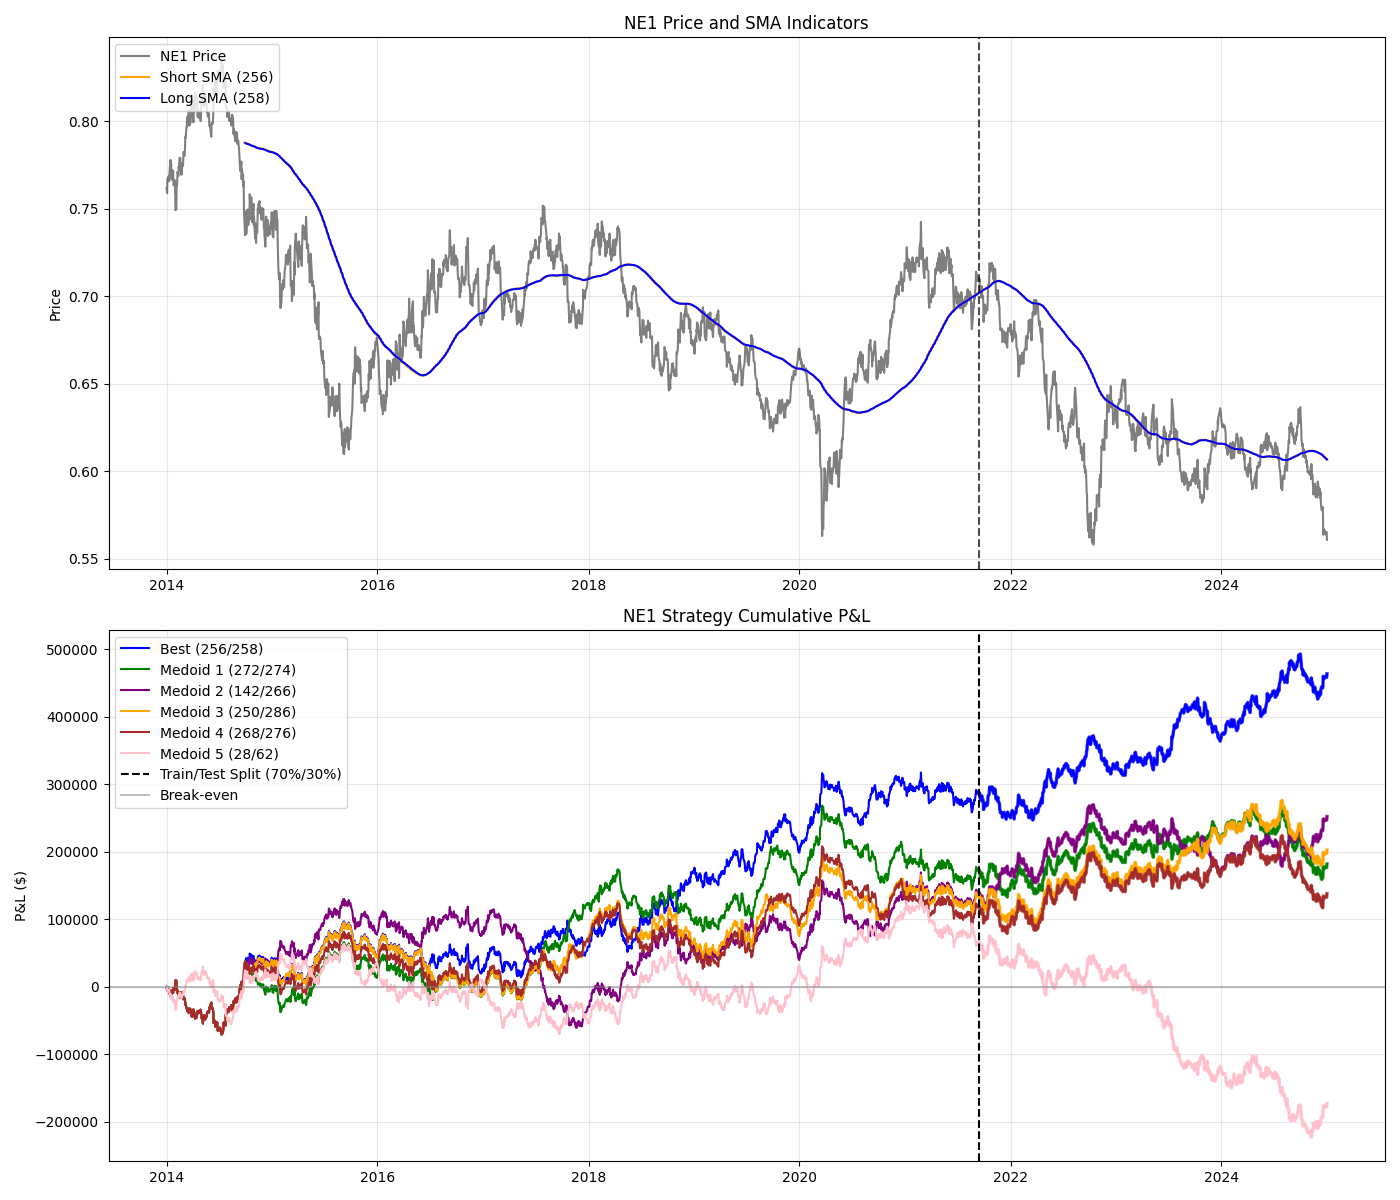 NE1 Price and SMA Indicators
NE1 Price
Short SMA (256)
Long SMA (258)
Price
0.80
0.75
0.70
0.65
0.60
0.55
2014
2016
2018
2020
2022
2024
NE1 Strategy Cumulative P&L
Best (256/258)
Medoid 1 (272/274)
Medoid 2 (142/266)
Medoid 3 (250/286)
Medoid 4 (268/276)
Medoid 5 (28/62)
Train/Test Split (70%/30%)
Break-even
P&L ($)
500000
400000
300000
200000
100000
0
−100000
−200000
2014
2016
2018
2020
2022
2024